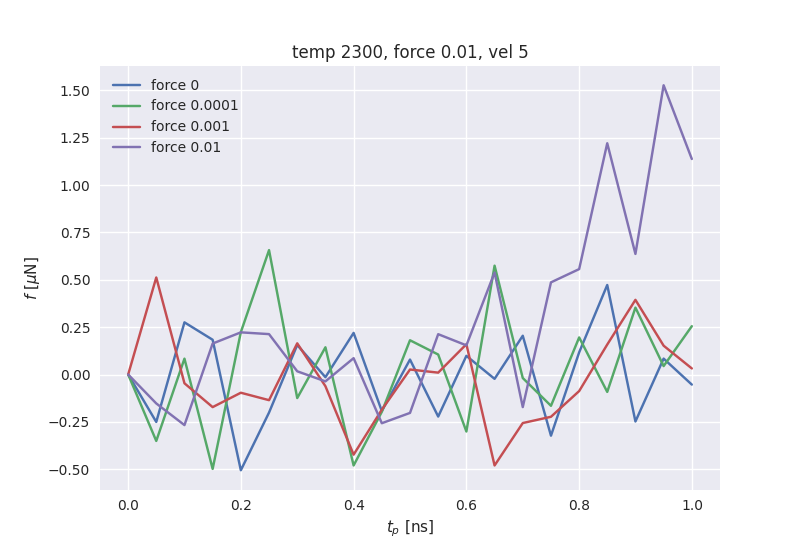 temp 2300, force 0.01, vel 5
force 0
force 0.0001
force 0.001
force 0.01
1.50
1.25
1.00
0.75
0.50
0.25
0.00
−0.25
−0.50
f [μN]
0.0 0.2 0.4 0.6 0.8 1.0
t_p [ns]